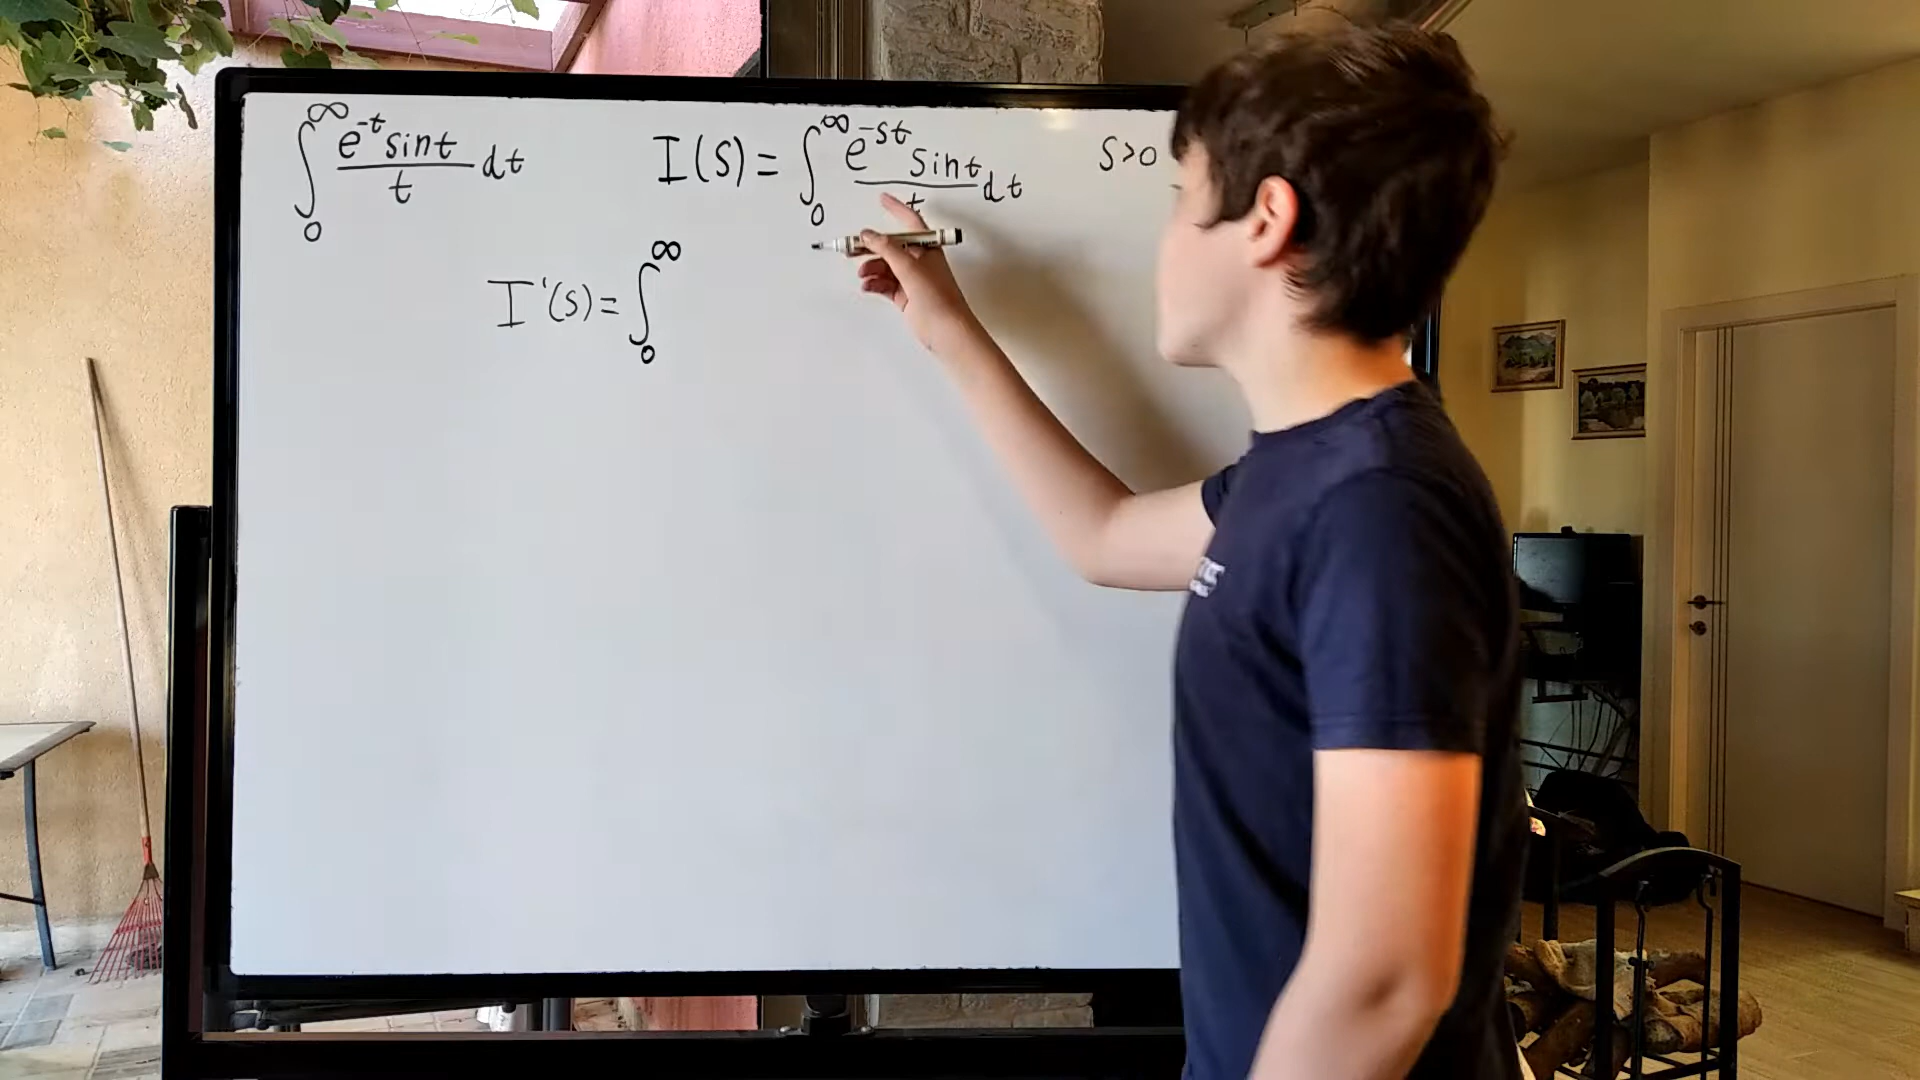 ∫₀^∞ (e^{-t} sint)/t dt
I(s) = ∫₀^∞ (e^{-st} sint)/t dt
s>0
I'(s) = ∫₀^∞